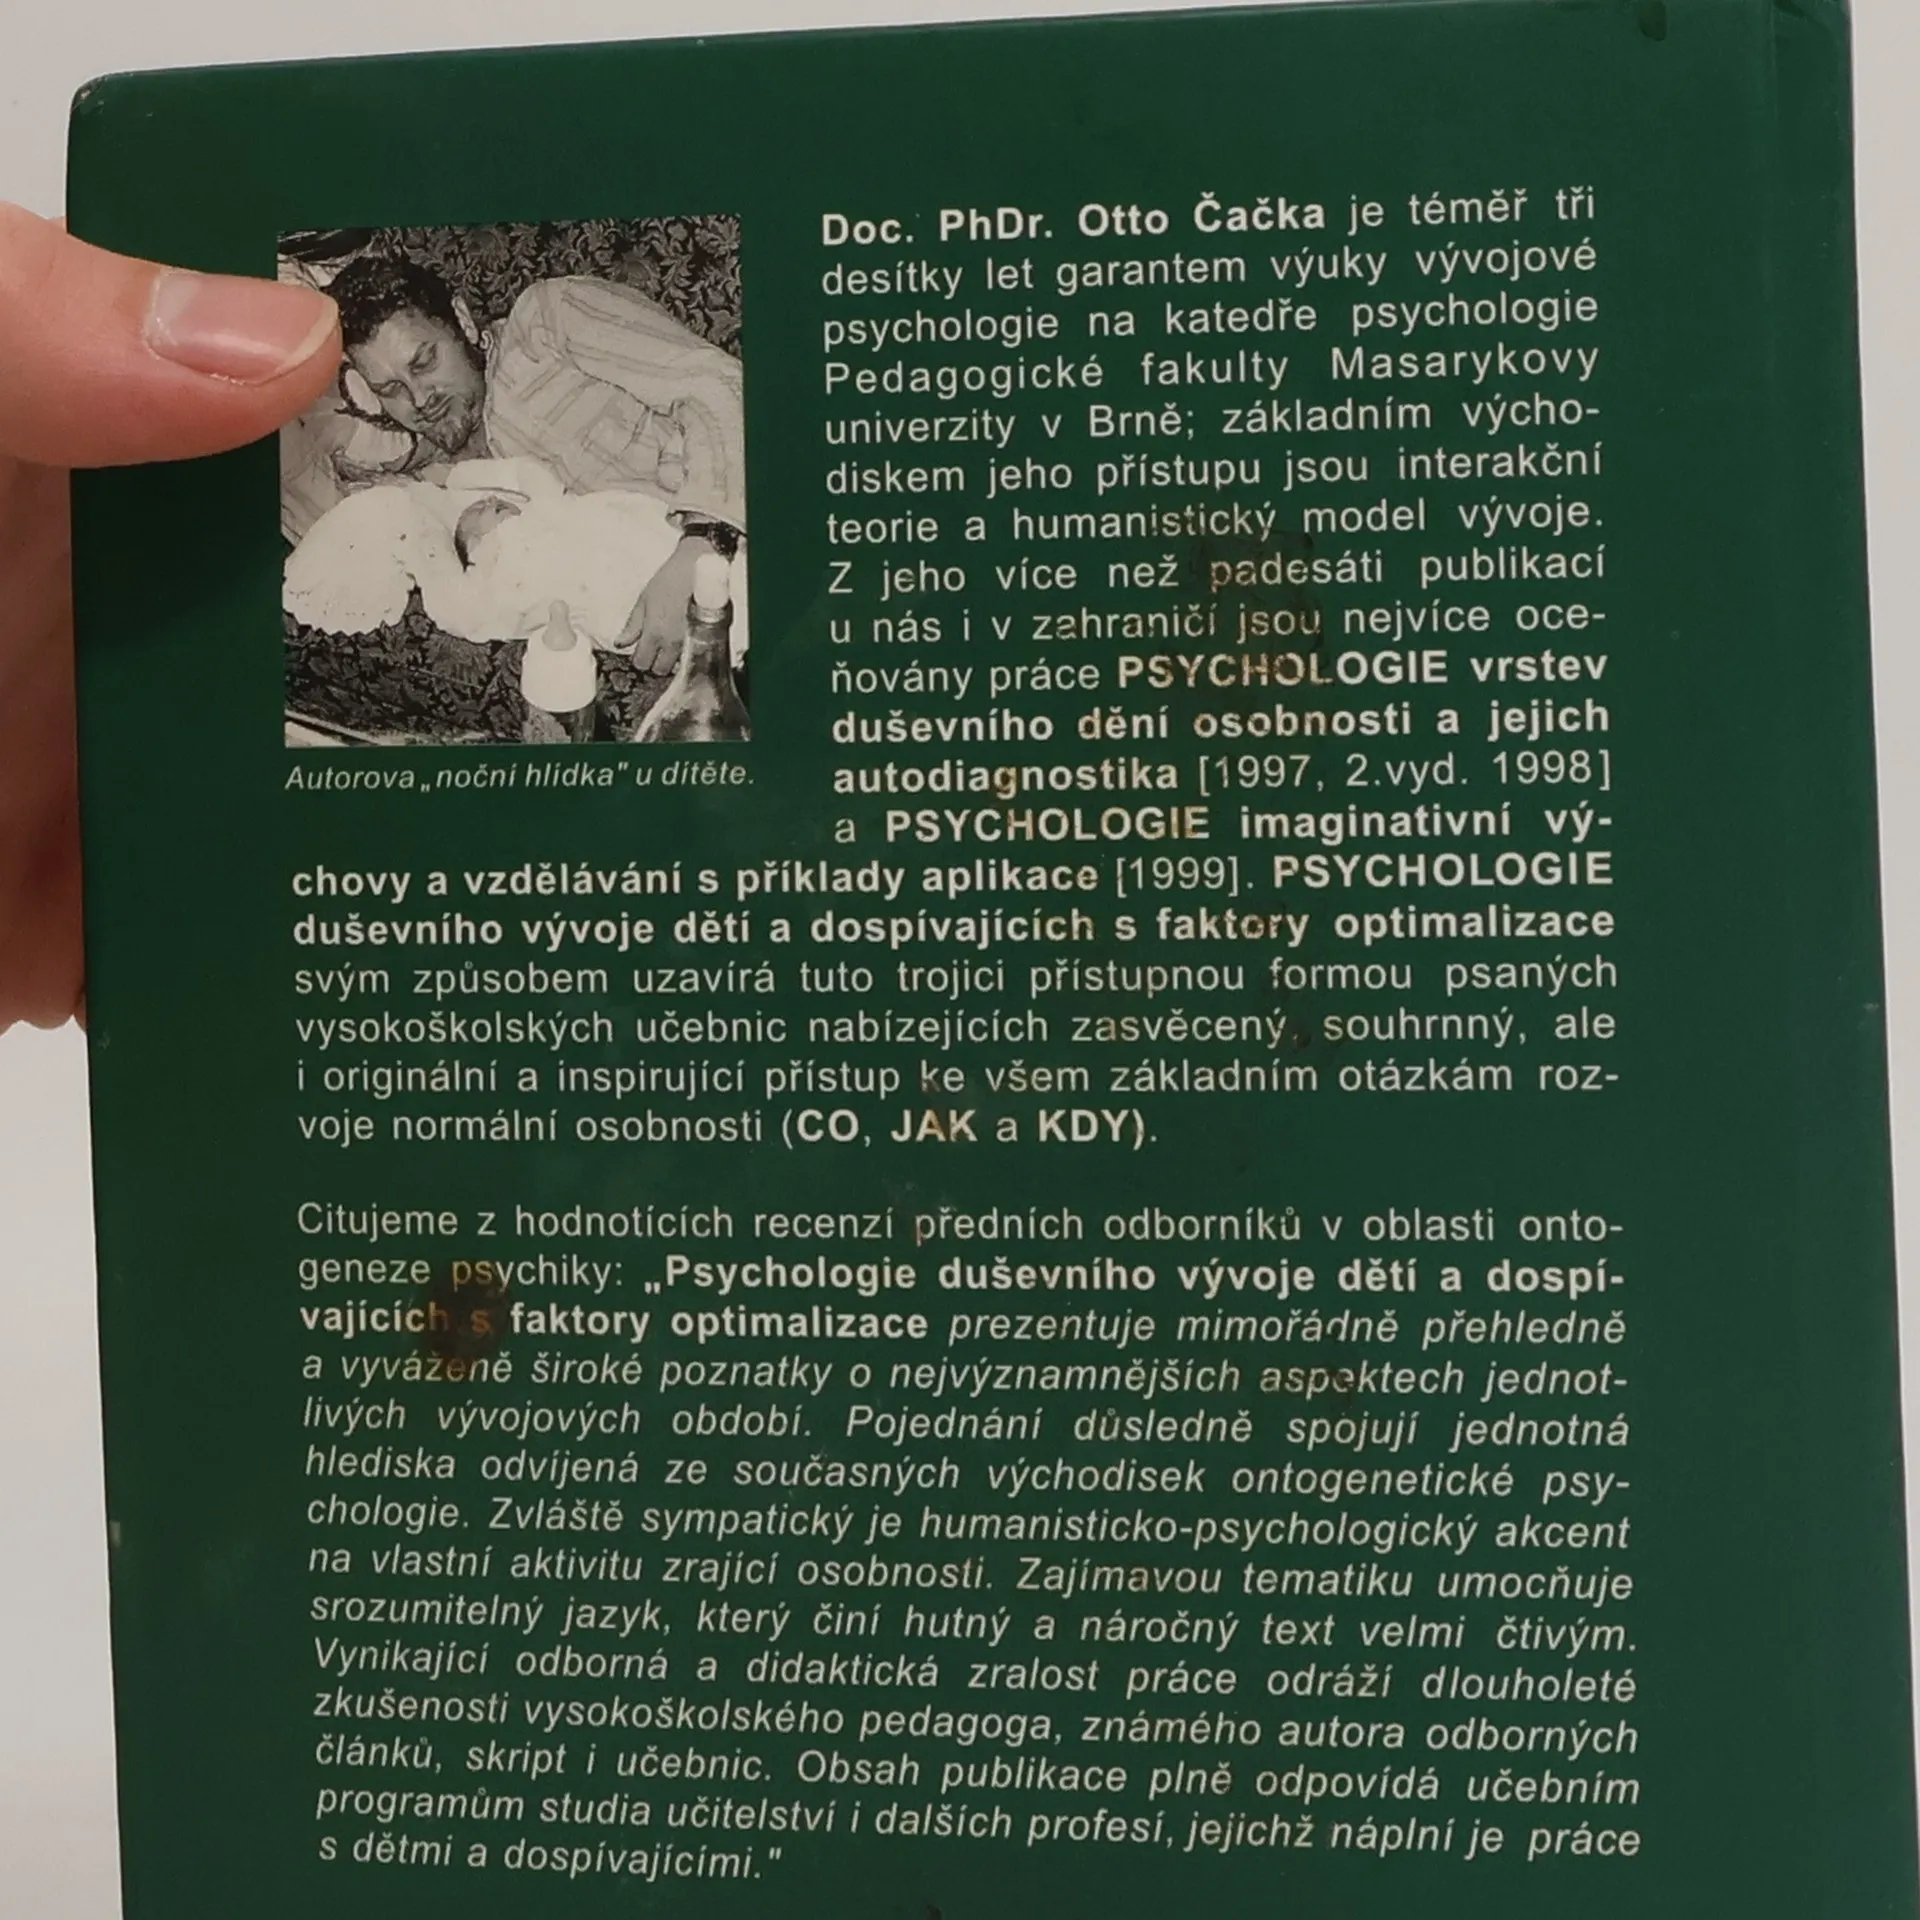 Doc. PhDr. Otto Čačka je téměř tři
desítky let garantem výuky vývojové
psychologie na katedře psychologie
Pedagogické fakulty Masarykovy
univerzity v Brně; základním výcho-
diskem jeho přístupu jsou interakční
teorie a humanistický model vývoje.
Z jeho více než padesáti publikací
u nás i v zahraničí jsou nejvíce oce-
ňovány práce PSYCHOLOGIE vrstev
duševního dění osobnosti a jejich
autodiagnostika [1997, 2.vyd. 1998]
a PSYCHOLOGIE imaginativní vý-
chovy a vzdělávání s příklady aplikace [1999]. PSYCHOLOGIE
duševního vývoje dětí a dospívajících s faktory optimalizace
svým způsobem uzavírá tuto trojici přístupnou formou psaných
vysokoškolských učebnic nabízejících zasvěcený, souhrnný, ale
i originální a inspirující přístup ke všem základním otázkám roz-
voje normální osobnosti (CO, JAK a KDY).
Autorova „noční hlídka" u dítěte.
Citujeme z hodnotících recenzí předních odborníků v oblasti onto-
geneze psychiky: „Psychologie duševního vývoje dětí a dospí-
vajících s faktory optimalizace prezentuje mimořádně přehledně
a vyváženě široké poznatky o nejvýznamnějších aspektech jednot-
livých vývojových období. Pojednání důsledně spojují jednotná
hlediska odvíjená ze současných východisek ontogenetické psy-
chologie. Zvláště sympatický je humanisticko-psychologický akcent
na vlastní aktivitu zrající osobnosti. Zajímavou tematiku umocňuje
srozumitelný jazyk, který činí hutný a náročný text velmi čtivým.
Vynikající odborná a didaktická zralost práce odráží dlouholeté
zkušenosti vysokoškolského pedagoga, známého autora odborných
článků, skript i učebnic. Obsah publikace plně odpovídá učebním
programům studia učitelství i dalších profesí, jejichž náplní je práce
s dětmi a dospívajícími."